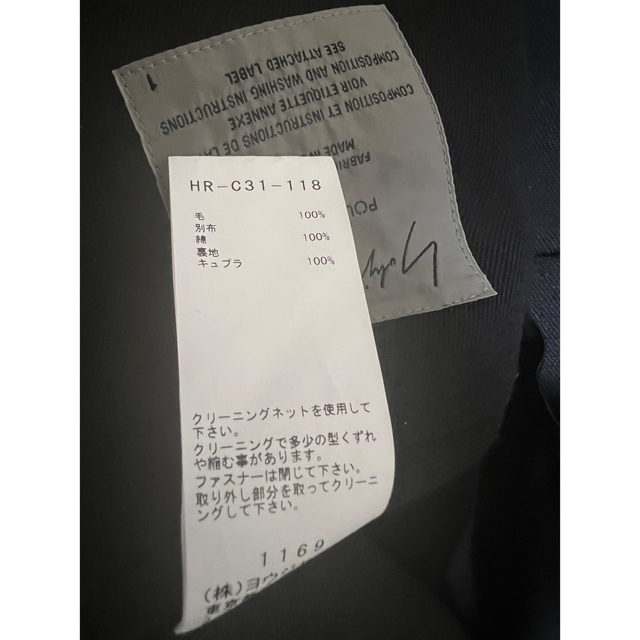 1
SEE ATTACHED LABEL
COMPOSITION AND WASHING INSTRUCTIONS
VOIR ETIQUETTE ANNEXE
COMPOSITION ET INSTRUCTIONS DE
MADE IN
HR-C31-118
毛 100%
別布
綿 100%
裏地
キュプラ 100%
クリーニングネットを使用して
下さい。
クリーニングで多少の型くずれ
や縮む事があります。
ファスナーは閉じて下さい。
取り外し部分を取ってクリーニ
ングして下さい。
1169
(株)ヨウジ
東京